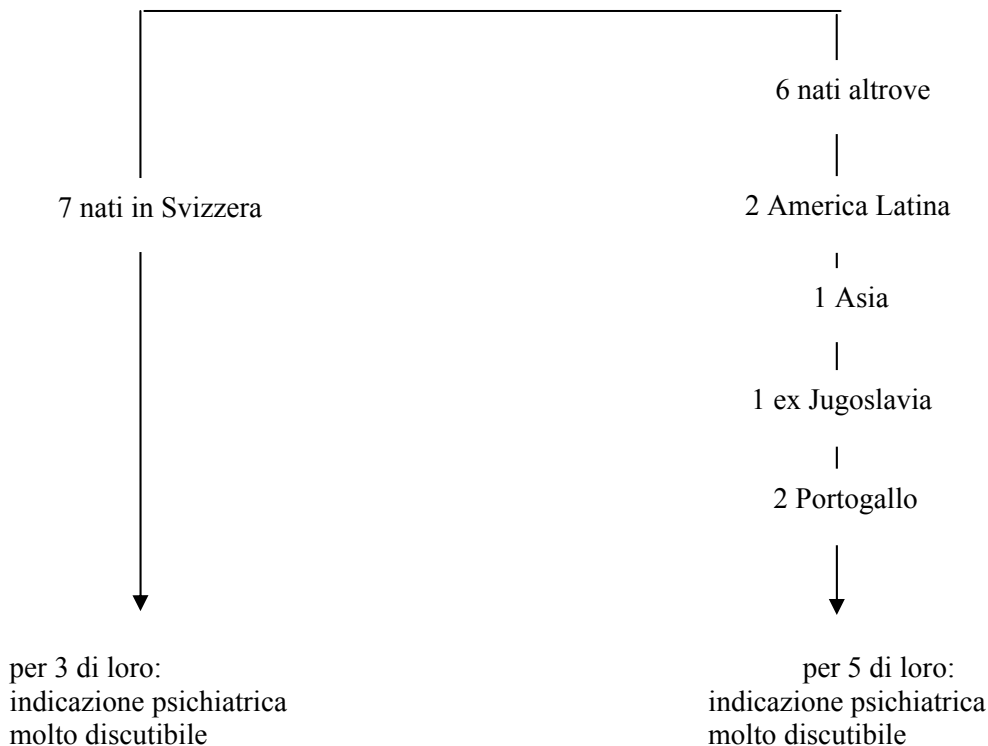 7 nati in Svizzera
6 nati altrove
2 America Latina
1 Asia
1 ex Jugoslavia
2 Portogallo
per 3 di loro:
indicazione psichiatrica
molto discutibile
per 5 di loro:
indicazione psichiatrica
molto discutibile